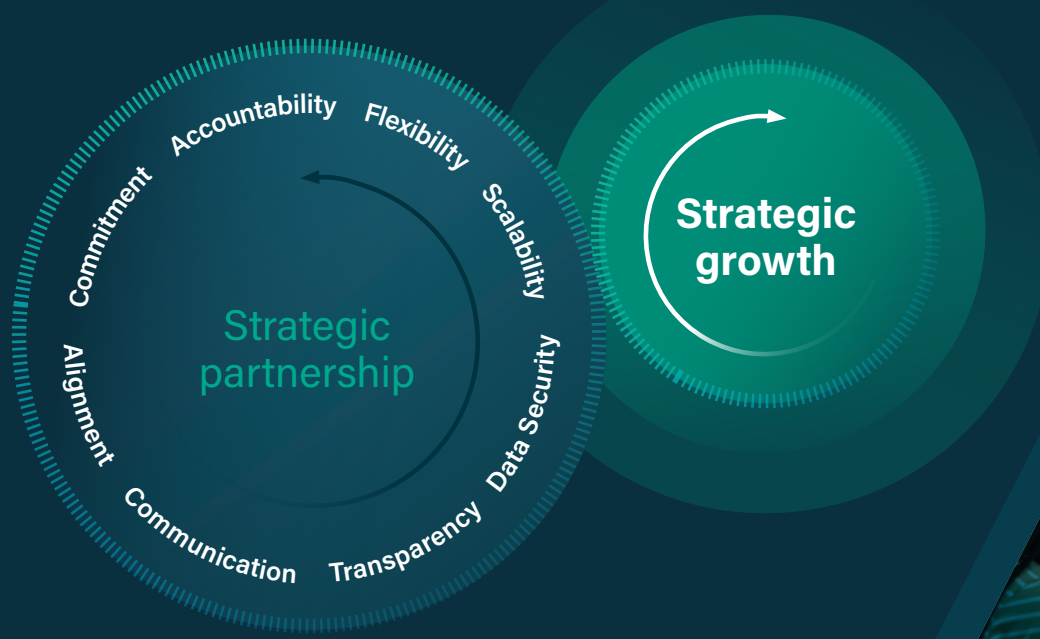 Accountability
Flexibility
Scalability
Data Security
Transparency
Communication
Alignment
Commitment
Strategic
partnership
Strategic
growth